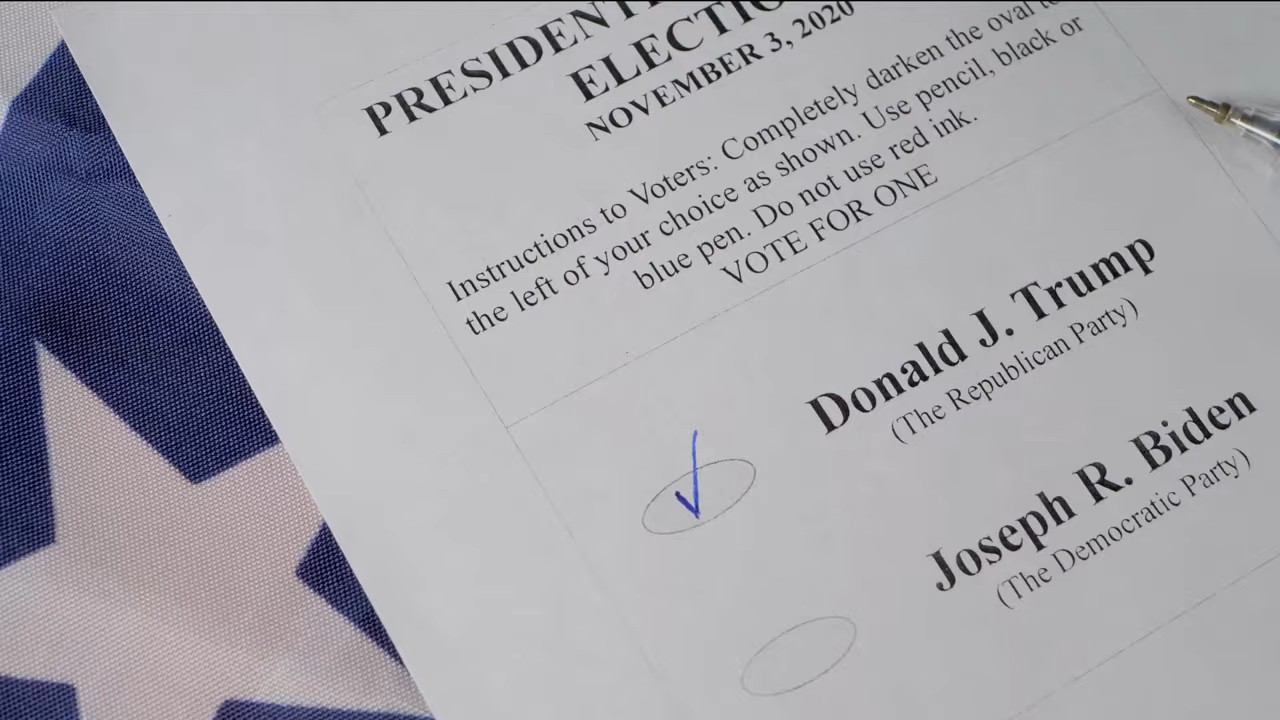 PRESIDENTI
ELECTIO
NOVEMBER 3, 2020
Instructions to Voters: Completely darken the oval to
the left of your choice as shown. Use pencil, black or
blue pen. Do not use red ink.
VOTE FOR ONE
Donald J. Trump
(The Republican Party)
Joseph R. Biden
(The Democratic Party)